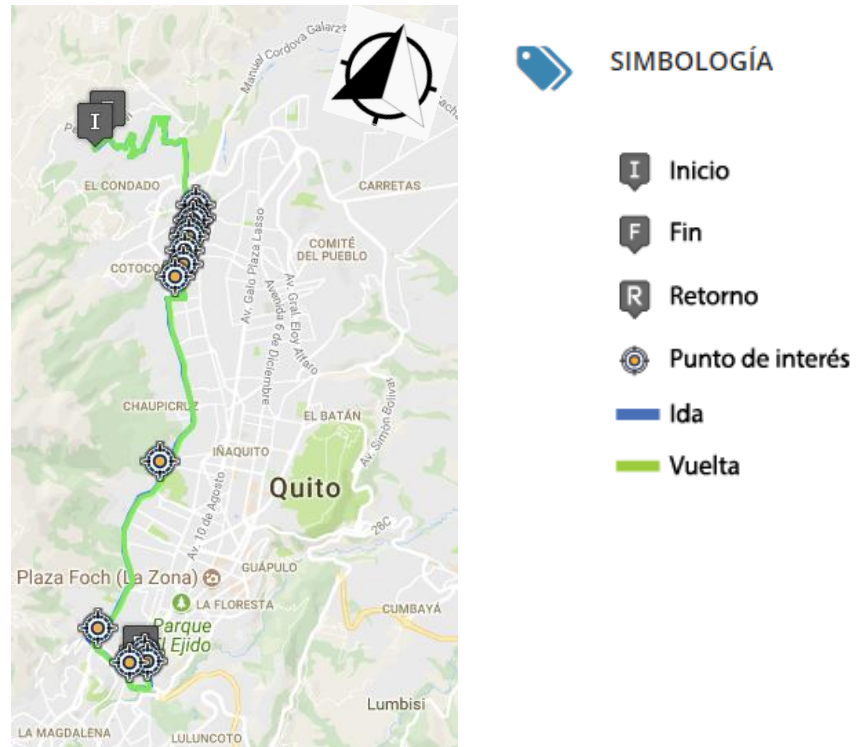 Manuel Cordova Galarz
I
EL CONDADO
CARRETAS
Av. Galo Plaza Lasso
COMITÉ
DEL PUEBLO
COTOCO
Av. Gral. Eloy Alfaro
Avenida 6 de Diciembre
CHAUPICRUZ
EL BATÁN
Av. Simón Bolívar
IÑAQUITO
Quito
Av. 10 de Agosto
28C
Plaza Foch (La Zona)
GUÁPULO
LA FLORESTA
CUMBAYÁ
Parque
El Ejido
Lumbisi
LA MAGDALENA
LULUNCOTO
SIMBOLOGÍA
I Inicio
F Fin
R Retorno
Punto de interés
Ida
Vuelta